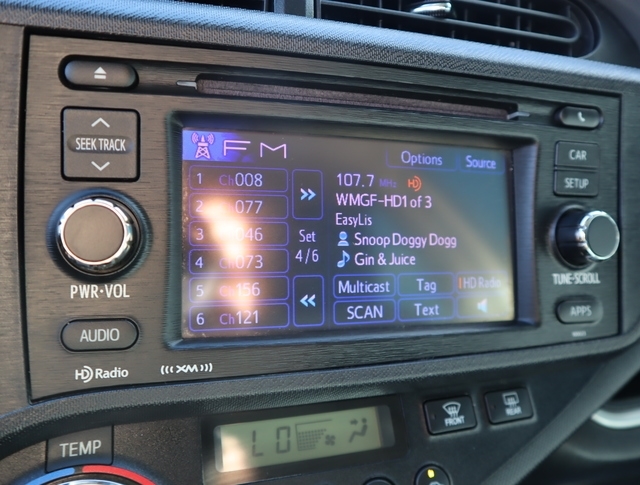 SEEK TRACK
PWR•VOL
AUDIO
HD Radio
((( XM )))
FM
Options
Source
1 Ch008
2 077
3 046
4 Ch073
5 Ch156
6 Ch121
>>
Set
4/6
<<
107.7 MHz HD
WMGF-HD1 of 3
EasyLis
Snoop Doggy Dogg
Gin & Juice
Multicast
Tag
HD Radio
SCAN
Text
CAR
SETUP
TUNE•SCROLL
APPS
TEMP
LO
FRONT
REAR